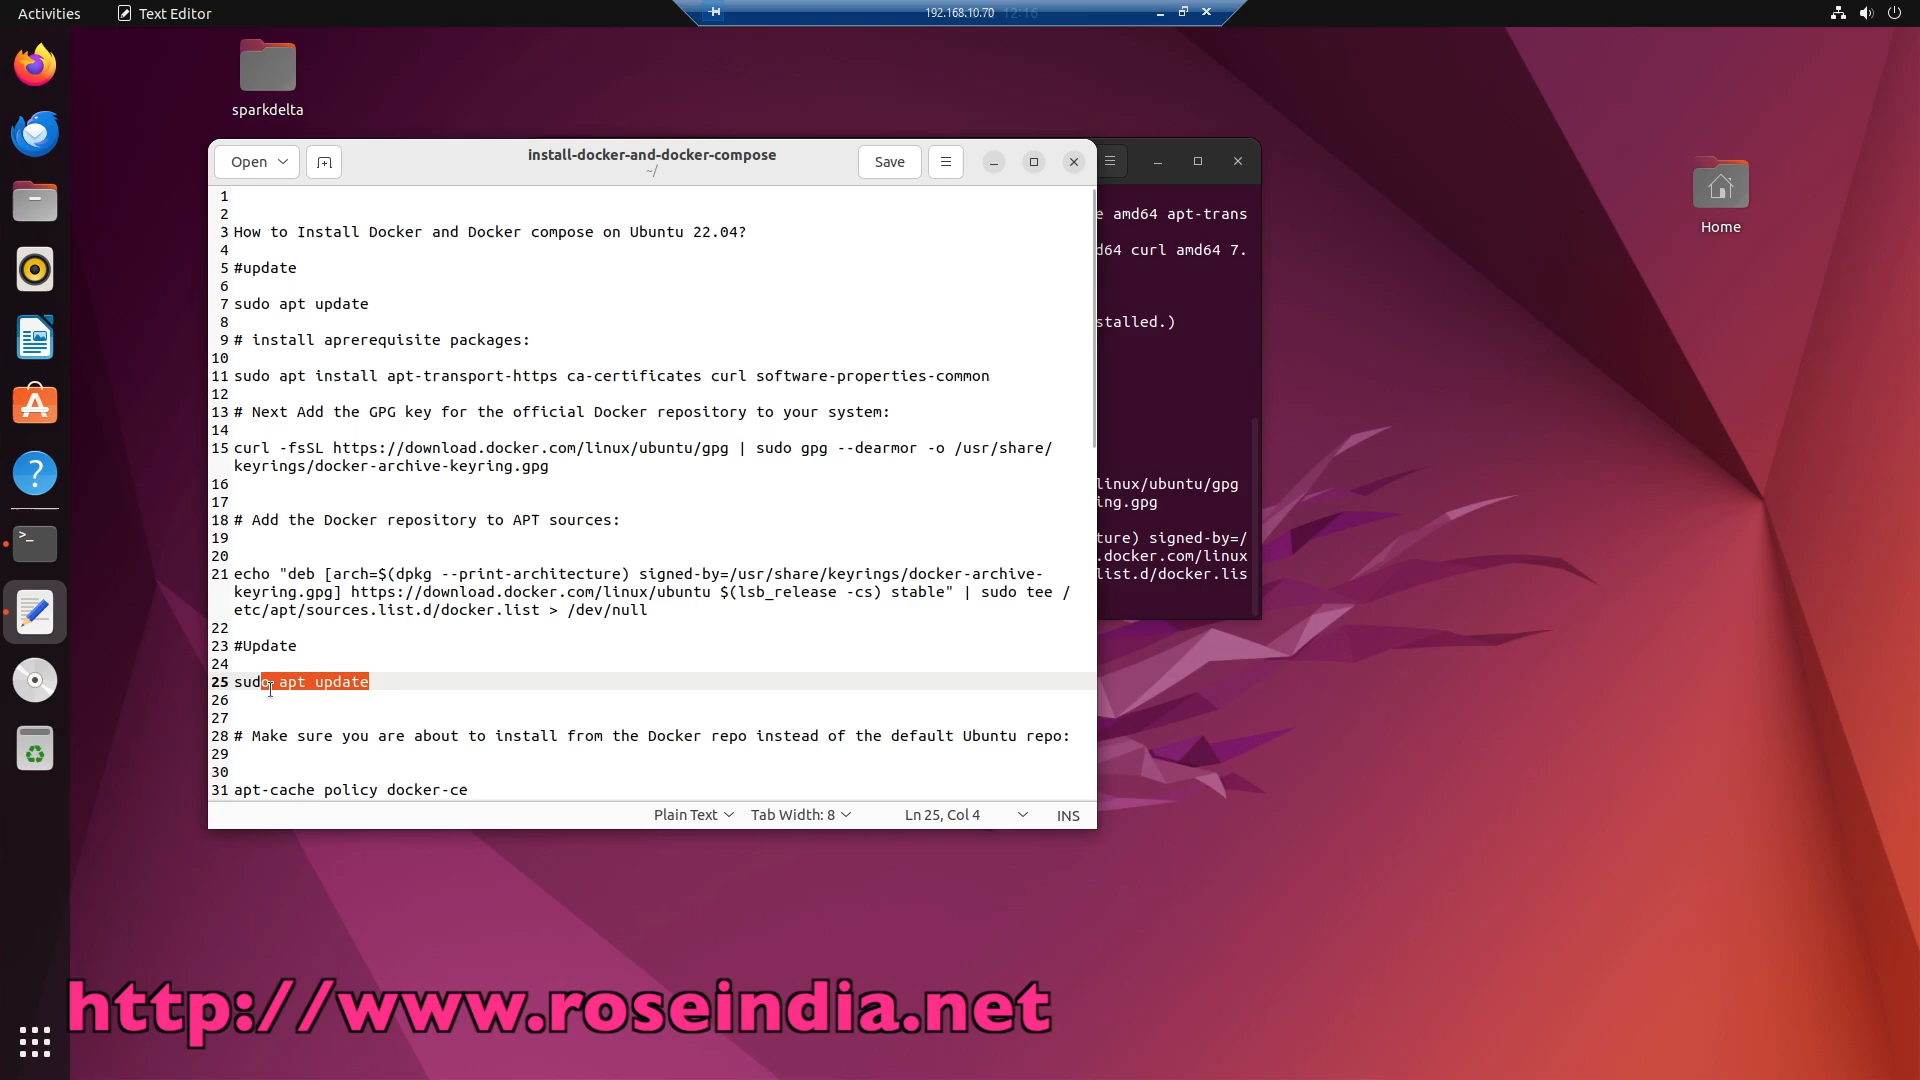 Activities
Text Editor
192.168.10.70
12:16
sparkdelta
Home
Open
install-docker-and-docker-compose
~/
Save
1
2
3 How to Install Docker and Docker compose on Ubuntu 22.04?
4
5 #update
6
7 sudo apt update
8
9 # install aprerequisite packages:
10
11 sudo apt install apt-transport-https ca-certificates curl software-properties-common
12
13 # Next Add the GPG key for the official Docker repository to your system:
14
15 curl -fsSL https://download.docker.com/linux/ubuntu/gpg | sudo gpg --dearmor -o /usr/share/
keyrings/docker-archive-keyring.gpg
16
17
18 # Add the Docker repository to APT sources:
19
20
21 echo "deb [arch=$(dpkg --print-architecture) signed-by=/usr/share/keyrings/docker-archive-
keyring.gpg] https://download.docker.com/linux/ubuntu $(lsb_release -cs) stable" | sudo tee /
etc/apt/sources.list.d/docker.list > /dev/null
22
23 #Update
24
25 sudo apt update
26
27
28 # Make sure you are about to install from the Docker repo instead of the default Ubuntu repo:
29
30
31 apt-cache policy docker-ce
Plain Text
Tab Width: 8
Ln 25, Col 4
INS
e amd64 apt-trans
d64 curl amd64 7.
stalled.)
linux/ubuntu/gpg
ing.gpg
ture) signed-by=/
.docker.com/linux
list.d/docker.lis
http://www.roseindia.net